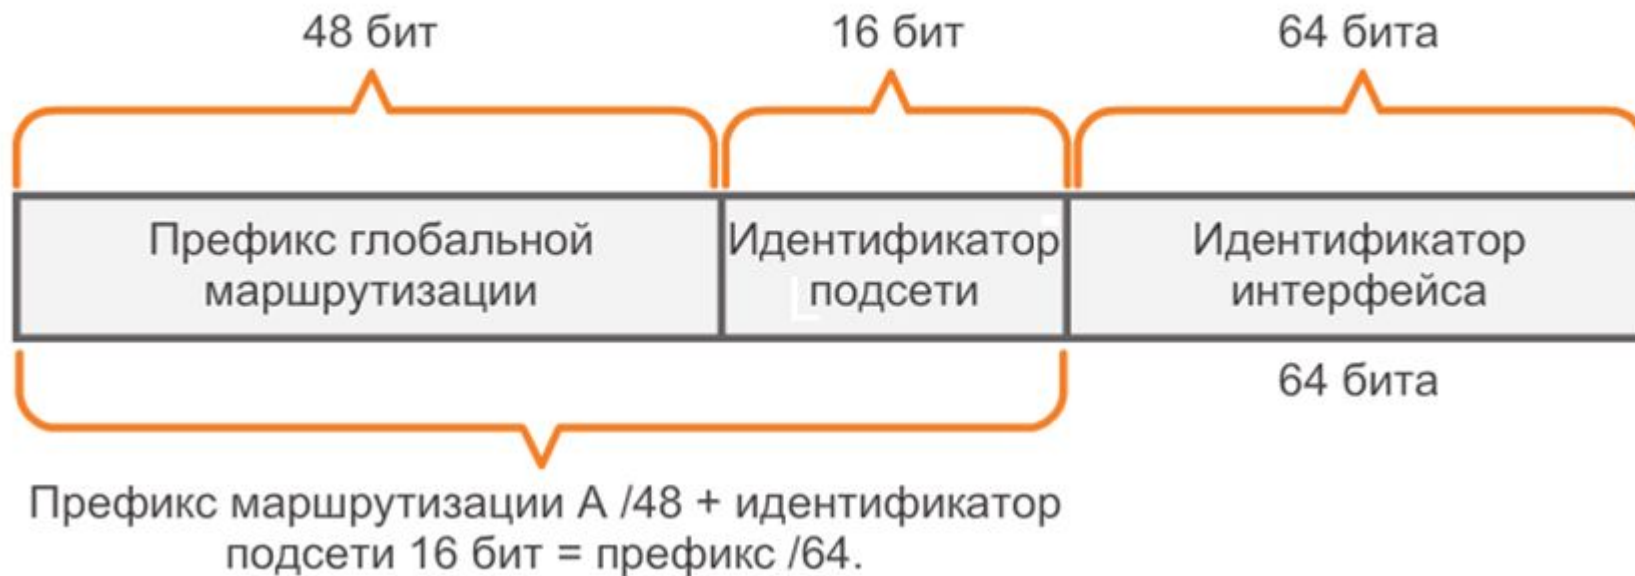 48 бит
16 бит
64 бита
Префикс глобальной
маршрутизации
Идентификатор
подсети
Идентификатор
интерфейса
64 бита
Префикс маршрутизации А /48 + идентификатор
подсети 16 бит = префикс /64.